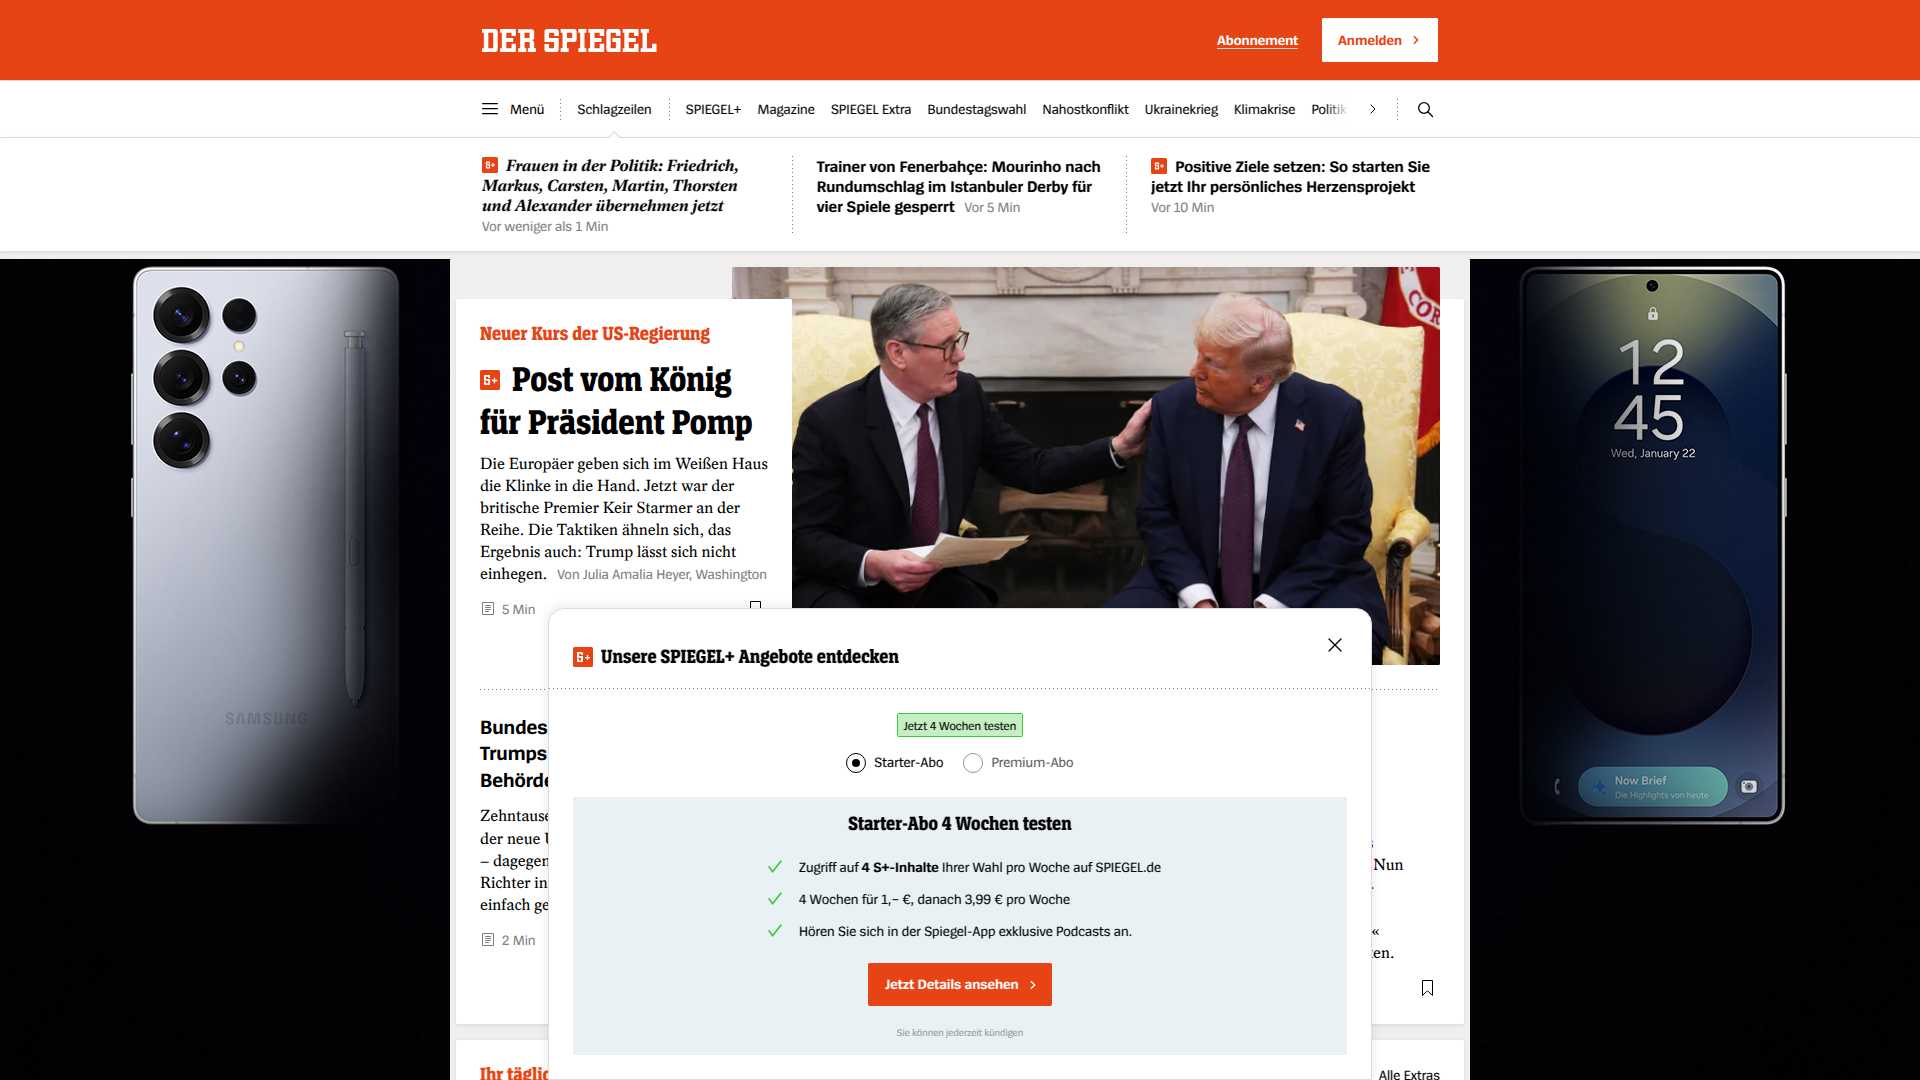 DER SPIEGEL
Abonnement
Anmelden
Menü
Schlagzeilen
SPIEGEL+
Magazine
SPIEGEL Extra
Bundestagswahl
Nahostkonflikt
Ukrainekrieg
Klimakrise
Politik
S+ Frauen in der Politik: Friedrich,
Markus, Carsten, Martin, Thorsten
und Alexander übernehmen jetzt
Vor weniger als 1 Min
Trainer von Fenerbahçe: Mourinho nach
Rundumschlag im Istanbuler Derby für
vier Spiele gesperrt Vor 5 Min
S+ Positive Ziele setzen: So starten Sie
jetzt Ihr persönliches Herzensprojekt
Vor 10 Min
Neuer Kurs der US-Regierung
S+ Post vom König
für Präsident Pomp
Die Europäer geben sich im Weißen Haus
die Klinke in die Hand. Jetzt war der
britische Premier Keir Starmer an der
Reihe. Die Taktiken ähneln sich, das
Ergebnis auch: Trump lässt sich nicht
einhegen. Von Julia Amalia Heyer, Washington
5 Min
COR
SAMSUNG
12
45
Wed, January 22
Now Brief
Die Highlights von heute
S+ Unsere SPIEGEL+ Angebote entdecken
Jetzt 4 Wochen testen
Starter-Abo
Premium-Abo
Starter-Abo 4 Wochen testen
Zugriff auf 4 S+-Inhalte Ihrer Wahl pro Woche auf SPIEGEL.de
4 Wochen für 1,– €, danach 3,99 € pro Woche
Hören Sie sich in der Spiegel-App exklusive Podcasts an.
Jetzt Details ansehen
Sie können jederzeit kündigen
Bundes
Trumps
Behörde
Zehntause
der neue
– dagegen
Richter in
einfach ge
2 Min
Nun
«
en.
Ihr täglic
Alle Extras